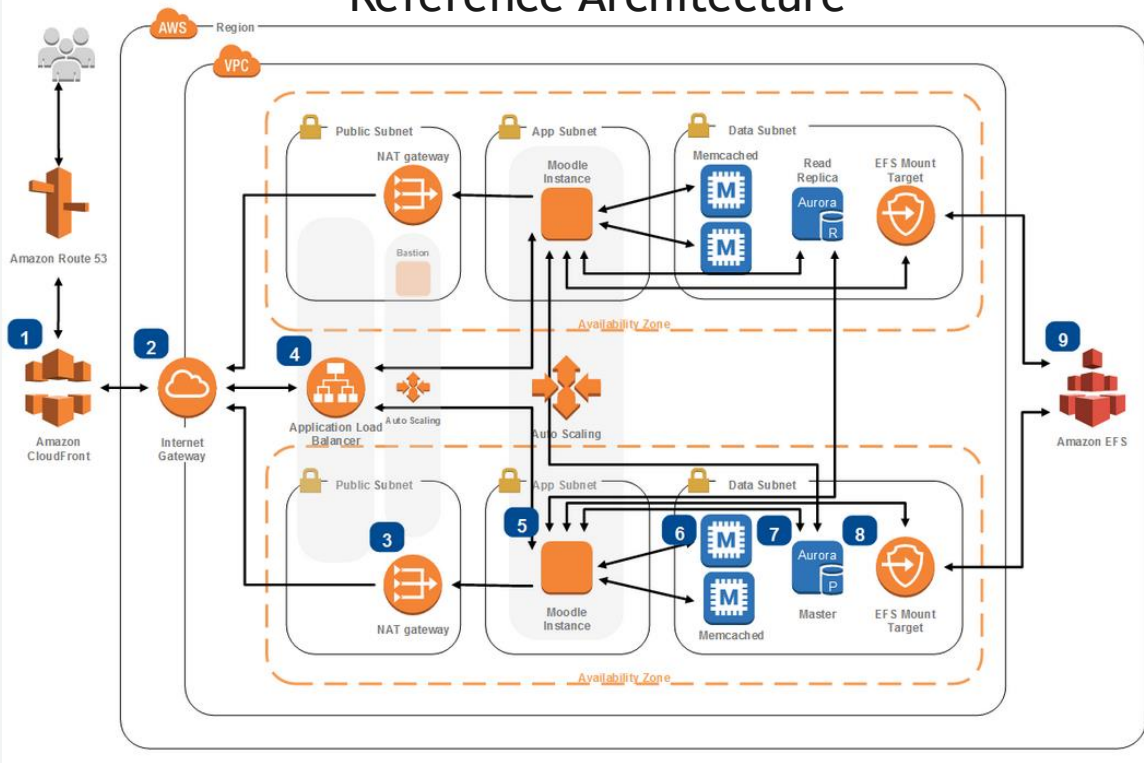 Reference Architecture
AWS
Region
VPC
Public Subnet
App Subnet
Data Subnet
NAT gateway
Moodle
Instance
Memcached
M
M
Read
Replica
Aurora
R
EFS Mount
Target
Bastion
Availability Zone
Amazon Route 53
1
Amazon
CloudFront
2
Internet
Gateway
4
Application Load
Balancer
Auto Scaling
Auto Scaling
9
Amazon EFS
Public Subnet
App Subnet
Data Subnet
3
NAT gateway
5
Moodle
Instance
6
M
M
Memcached
7
Aurora
P
Master
8
EFS Mount
Target
Availability Zone